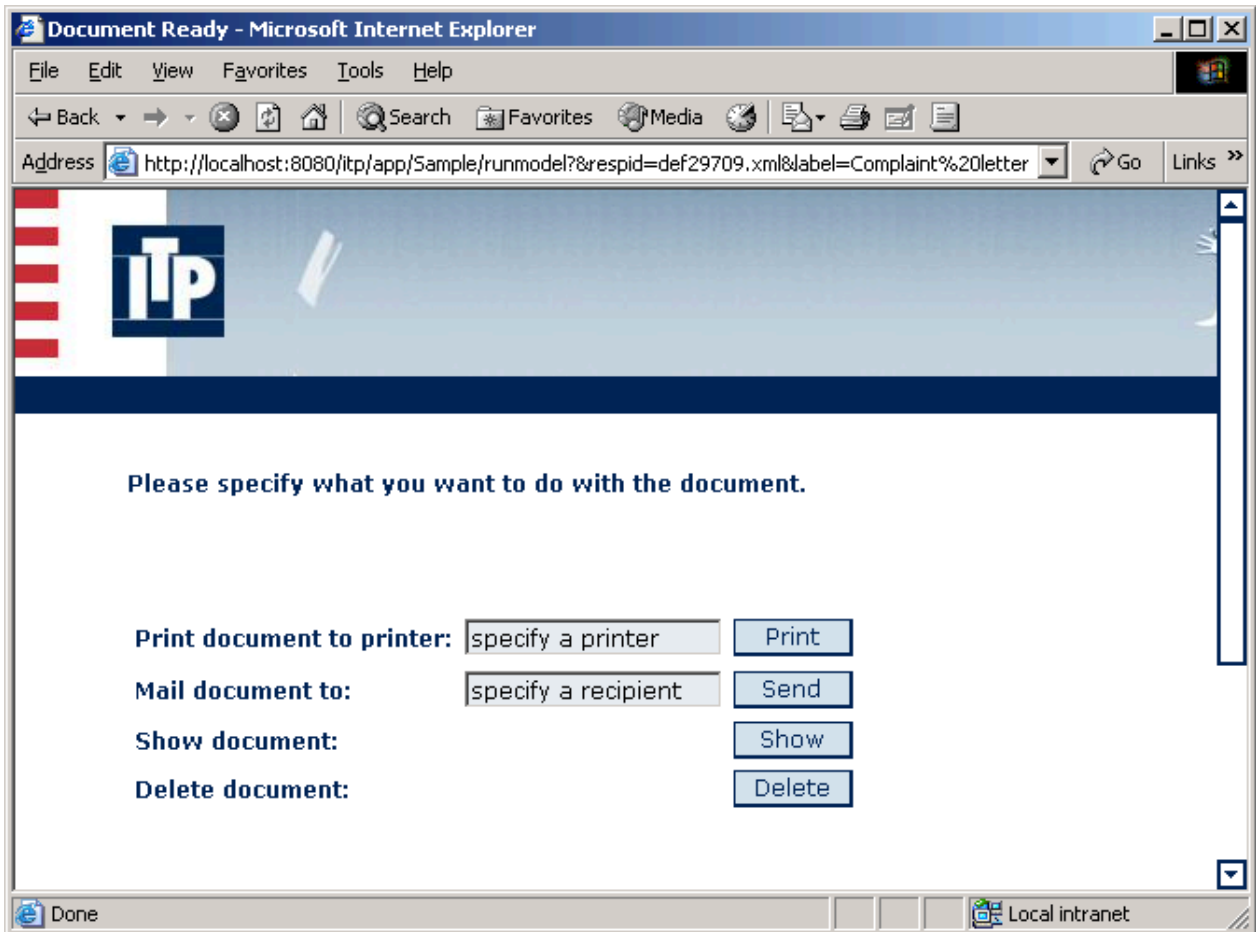 Document Ready - Microsoft Internet Explorer
File Edit View Favorites Tools Help
Back Search Favorites Media
Address http://localhost:8080/itp/app/Sample/runmodel?&respid=def29709.xml&label=Complaint%20letter Go Links »
ITP
Please specify what you want to do with the document.
Print document to printer: specify a printer Print
Mail document to: specify a recipient Send
Show document: Show
Delete document: Delete
Done Local intranet